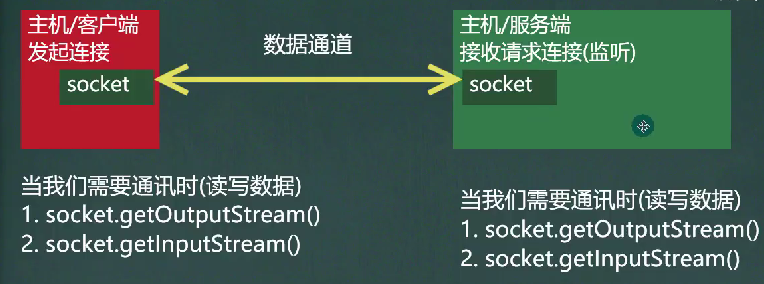 主机/客户端
发起连接
socket
数据通道
主机/服务端
接收请求连接(监听)
socket
当我们需要通讯时(读写数据)
1. socket.getOutputStream()
2. socket.getInputStream()
当我们需要通讯时(读写数据)
1. socket.getOutputStream()
2. socket.getInputStream()